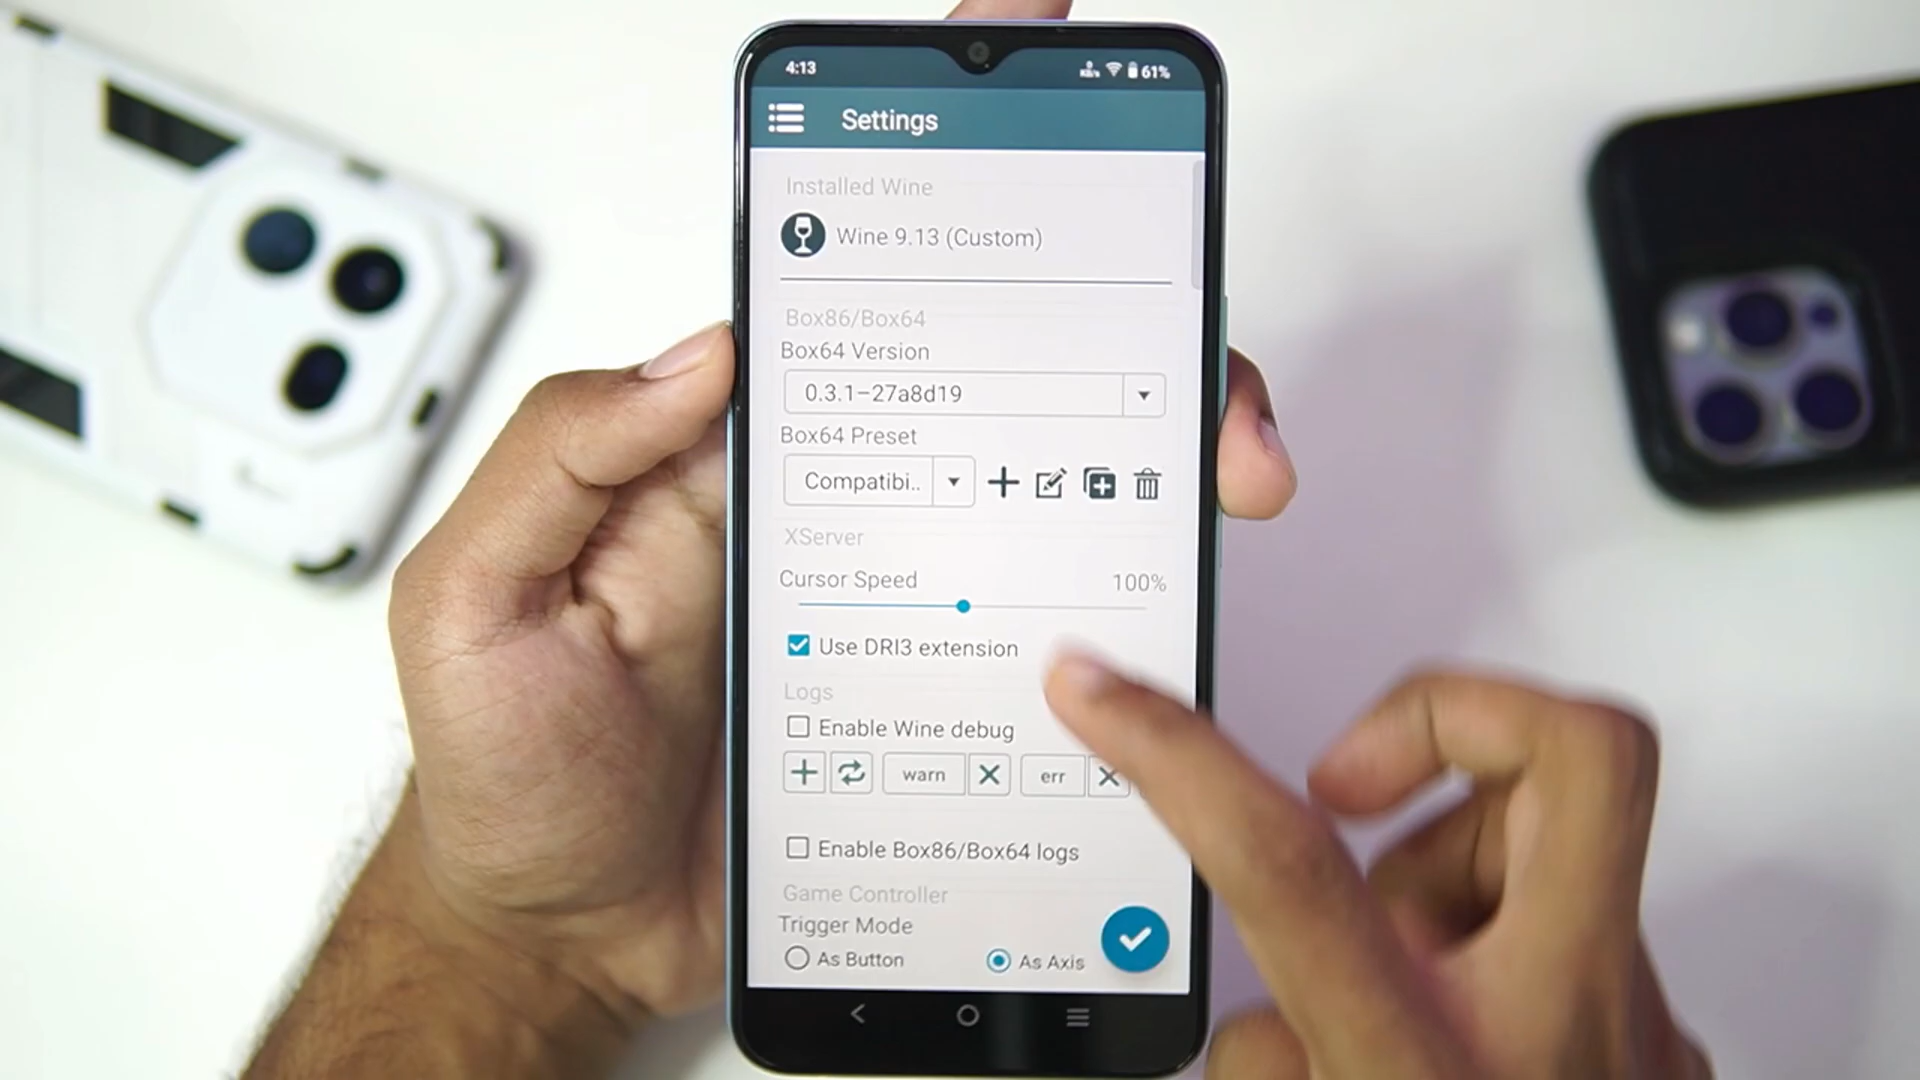 4:13
61%
Settings
Installed Wine
Wine 9.13 (Custom)
Box86/Box64
Box64 Version
0.3.1-27a8d19
Box64 Preset
Compatibi..
XServer
Cursor Speed 100%
Use DRI3 extension
Logs
Enable Wine debug
warn err
Enable Box86/Box64 logs
Game Controller
Trigger Mode
As Button As Axis